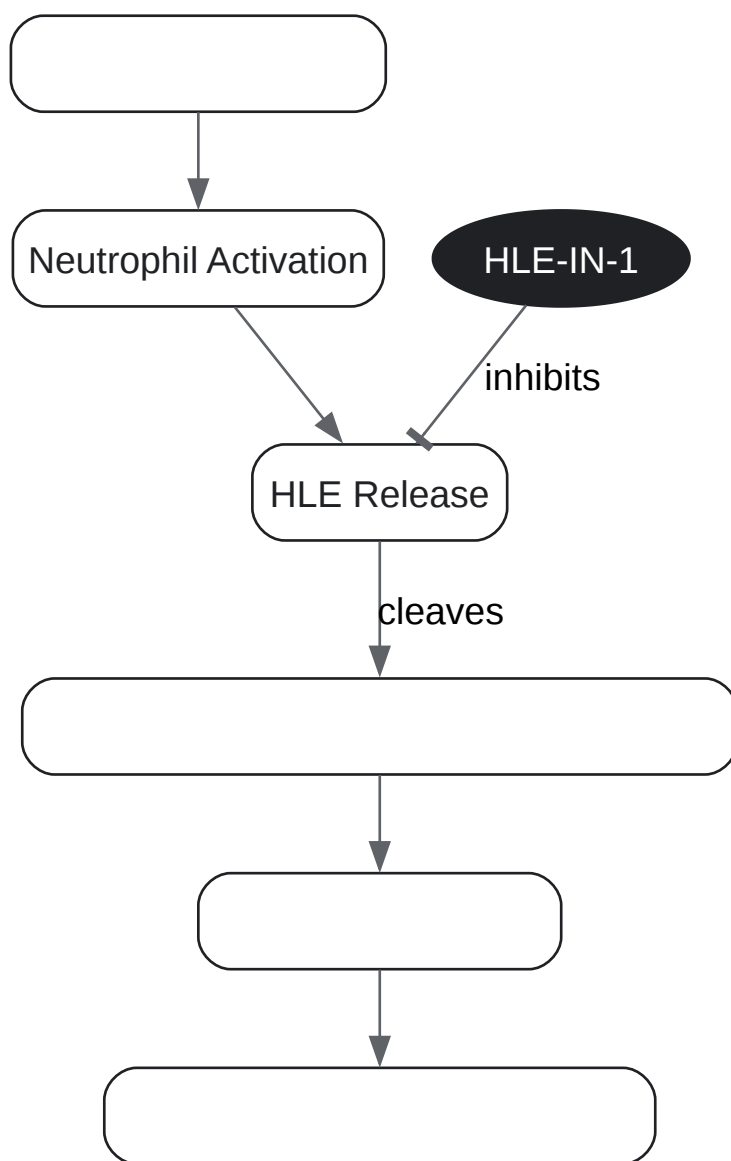 Neutrophil Activation
HLE-IN-1
inhibits
HLE Release
cleaves